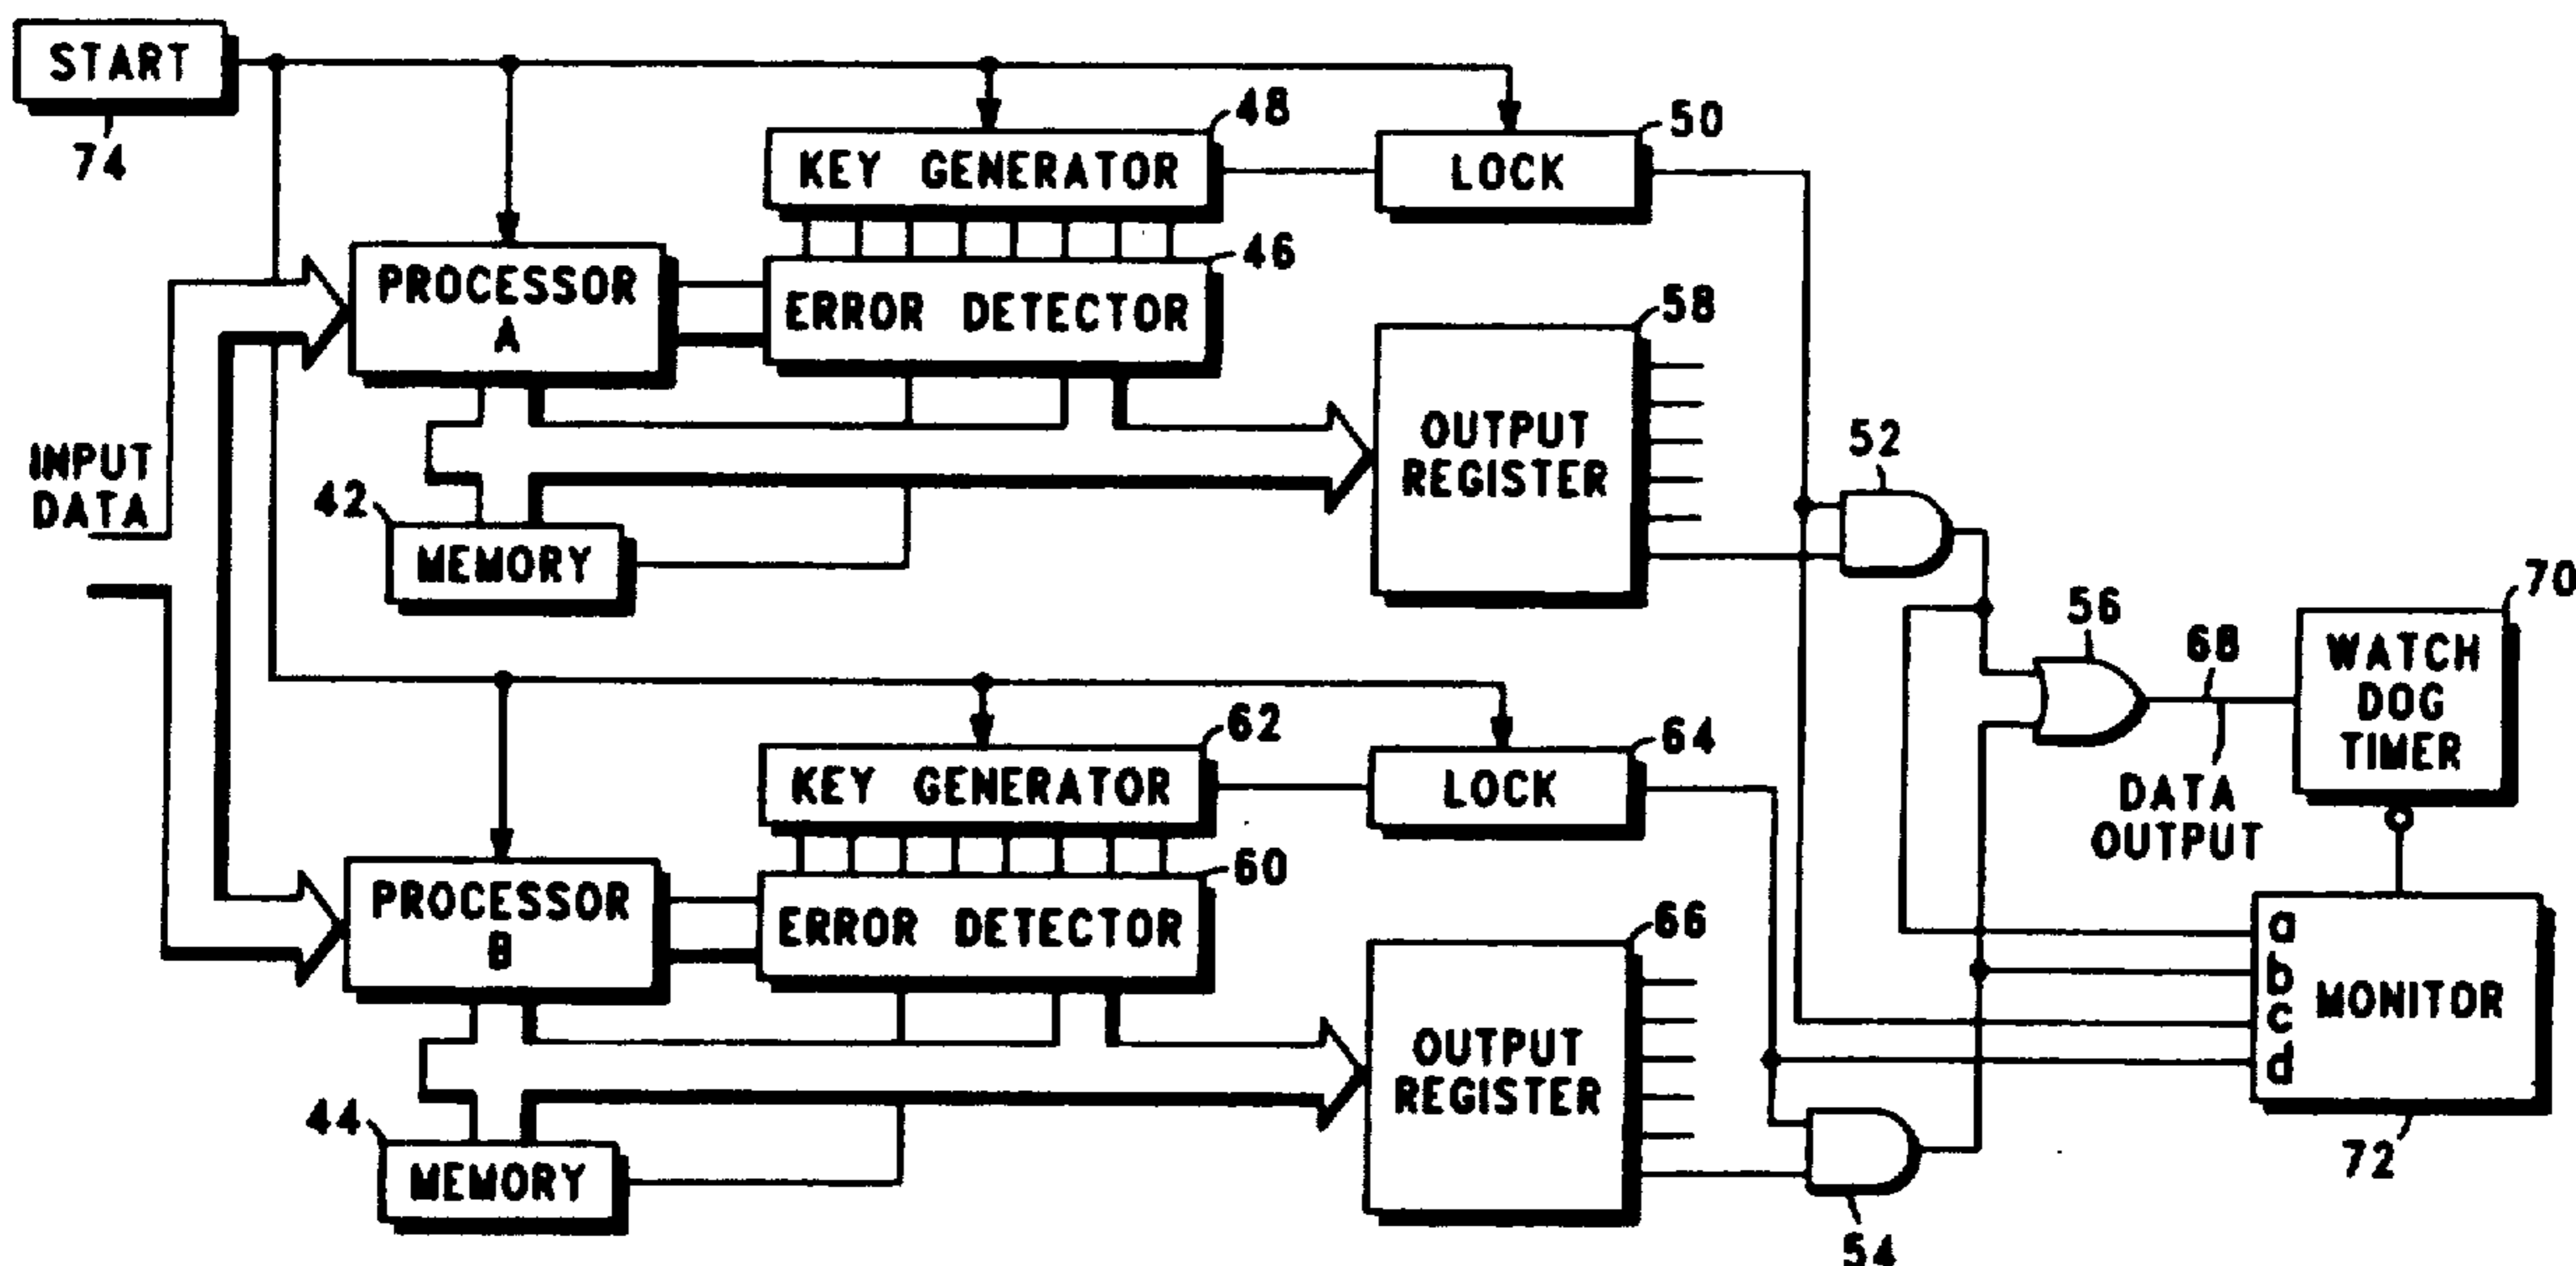 START
74
KEY GENERATOR
48
LOCK
50
PROCESSOR
A
ERROR DETECTOR
46
INPUT
DATA
MEMORY
42
OUTPUT
REGISTER
58
52
56
68
DATA
OUTPUT
WATCH
DOG
TIMER
70
KEY GENERATOR
62
LOCK
64
PROCESSOR
B
ERROR DETECTOR
60
MEMORY
44
OUTPUT
REGISTER
66
54
a
b
c
d
MONITOR
72